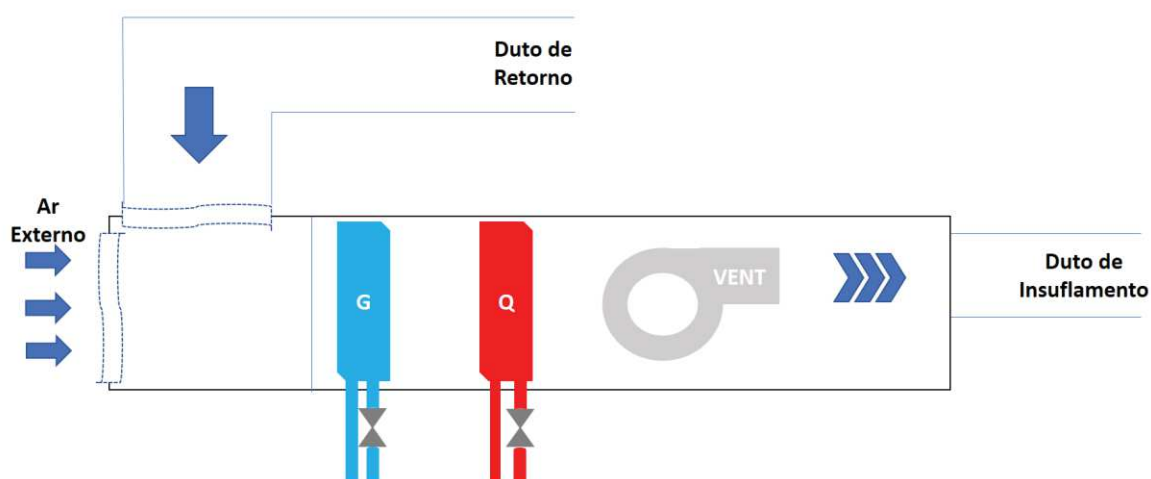 Duto de
Retorno
Ar
Externo
G
Q
VENT
Duto de
Insuflamento